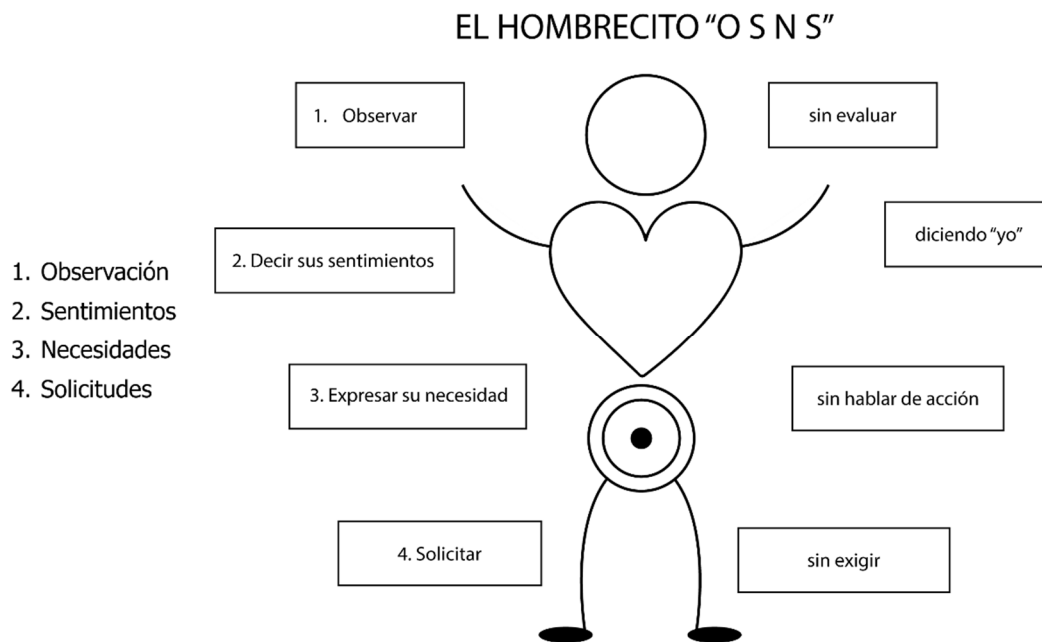 EL HOMBRECITO “O S N S”
1. Observar
sin evaluar
diciendo “yo”
2. Decir sus sentimientos
1. Observación
2. Sentimientos
3. Necesidades
4. Solicitudes
3. Expresar su necesidad
sin hablar de acción
4. Solicitar
sin exigir